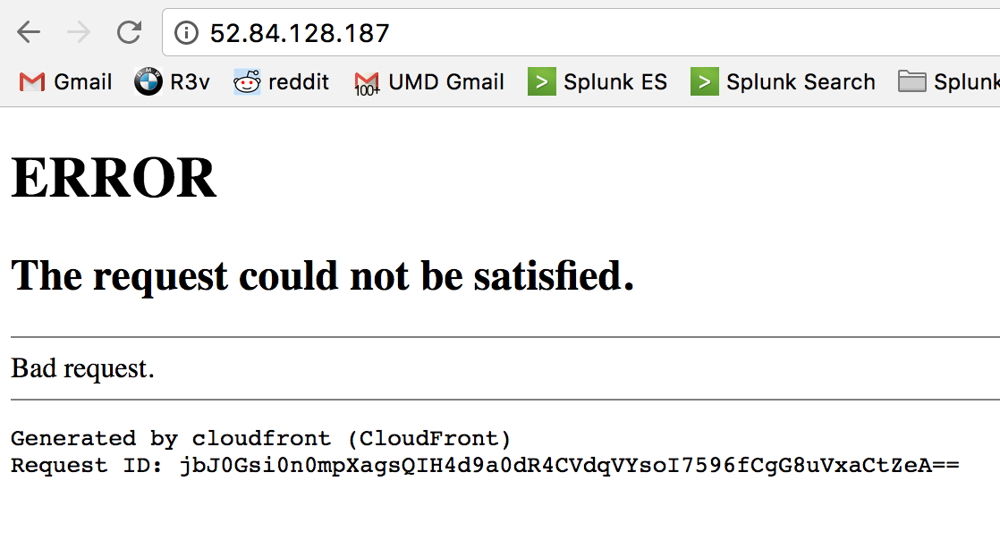 52.84.128.187
Gmail R3v reddit 100+ UMD Gmail > Splunk ES > Splunk Search Splunk
ERROR
The request could not be satisfied.
Bad request.
Generated by cloudfront (CloudFront)
Request ID: jbJ0Gsi0n0mpXagsQIH4d9a0dR4CVdqVYsoI7596fCgG8uVxaCtZeA==